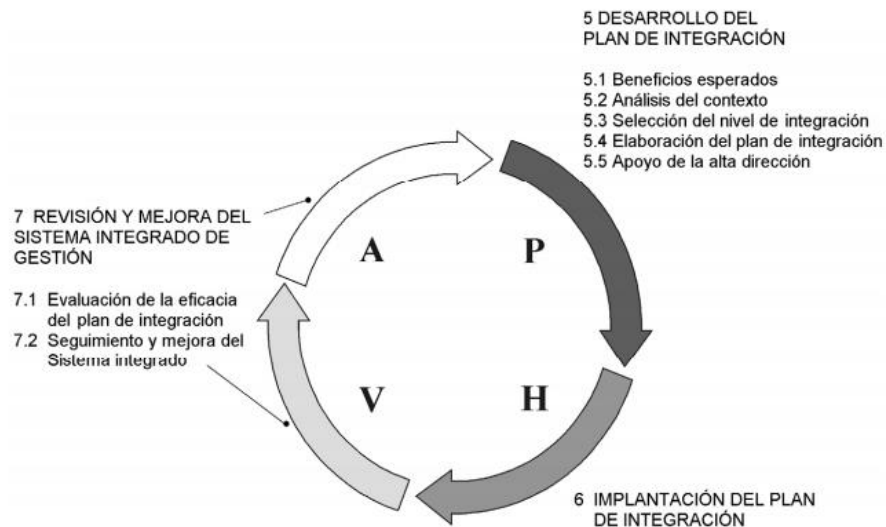 5 DESARROLLO DEL
PLAN DE INTEGRACIÓN
5.1 Beneficios esperados
5.2 Análisis del contexto
5.3 Selección del nivel de integración
5.4 Elaboración del plan de integración
5.5 Apoyo de la alta dirección
7 REVISIÓN Y MEJORA DEL
SISTEMA INTEGRADO DE
GESTIÓN
7.1 Evaluación de la eficacia
del plan de integración
7.2 Seguimiento y mejora del
Sistema integrado
A
P
V
H
6 IMPLANTACIÓN DEL PLAN
DE INTEGRACIÓN